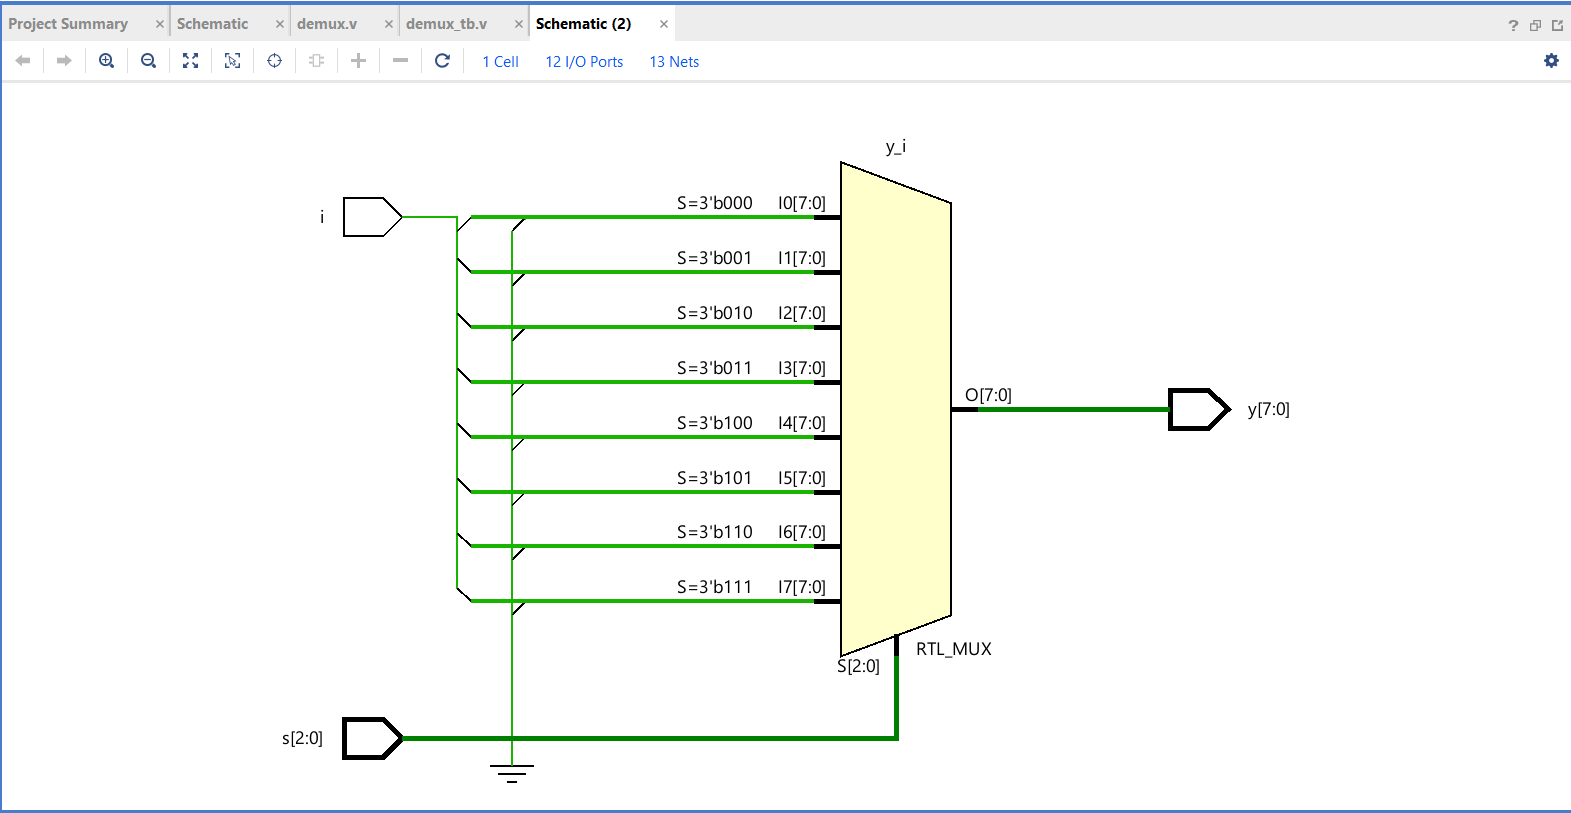 Project Summary × Schematic × demux.v × demux_tb.v × Schematic (2) × ?
1 Cell 12 I/O Ports 13 Nets
y_i
S=3'b000 I0[7:0]
i
S=3'b001 I1[7:0]
S=3'b010 I2[7:0]
S=3'b011 I3[7:0]
O[7:0]
y[7:0]
S=3'b100 I4[7:0]
S=3'b101 I5[7:0]
S=3'b110 I6[7:0]
S=3'b111 I7[7:0]
RTL_MUX
S[2:0]
s[2:0]